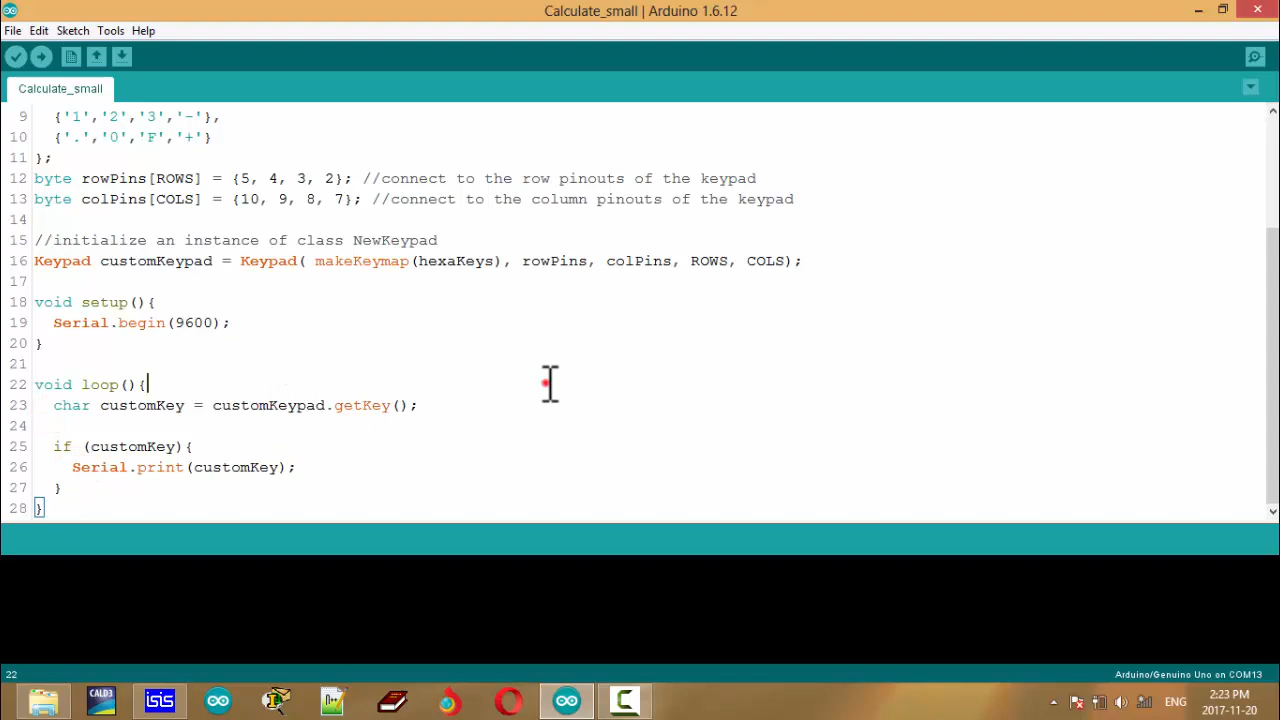 Calculate_small | Arduino 1.6.12
File Edit Sketch Tools Help
Calculate_small
9 {'1','2','3','-'},
10 {'.','0','F','+'}
11 };
12 byte rowPins[ROWS] = {5, 4, 3, 2}; //connect to the row pinouts of the keypad
13 byte colPins[COLS] = {10, 9, 8, 7}; //connect to the column pinouts of the keypad
14
15 //initialize an instance of class NewKeypad
16 Keypad customKeypad = Keypad( makeKeymap(hexaKeys), rowPins, colPins, ROWS, COLS);
17
18 void setup(){
19 Serial.begin(9600);
20 }
21
22 void loop(){
23 char customKey = customKeypad.getKey();
24
25 if (customKey){
26 Serial.print(customKey);
27 }
28 }
22 Arduino/Genuino Uno on COM13
CALD3 isis ENG 2:23 PM
2017-11-20